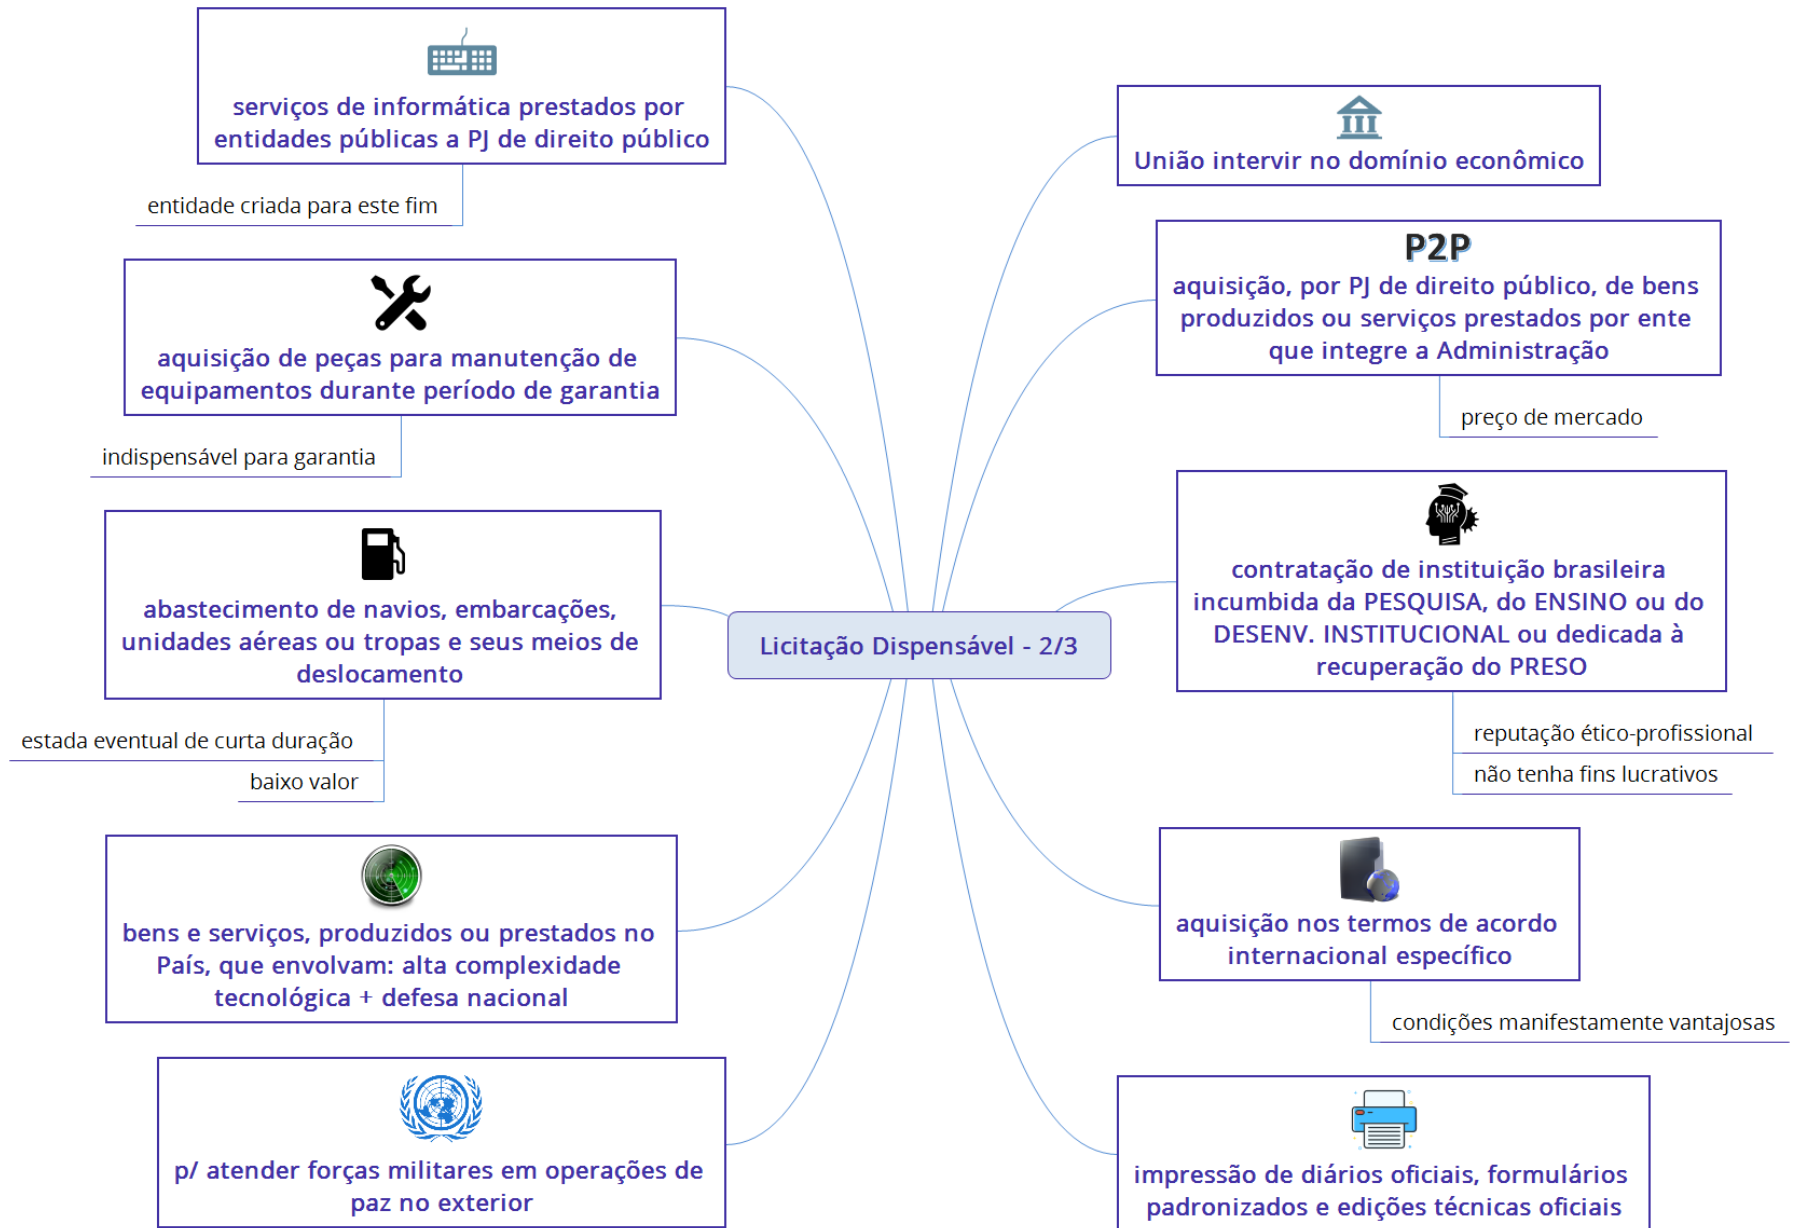 serviços de informática prestados por
entidades públicas a PJ de direito público
entidade criada para este fim
aquisição de peças para manutenção de
equipamentos durante período de garantia
indispensável para garantia
abastecimento de navios, embarcações,
unidades aéreas ou tropas e seus meios de
deslocamento
estada eventual de curta duração
baixo valor
bens e serviços, produzidos ou prestados no
País, que envolvam: alta complexidade
tecnológica + defesa nacional
p/ atender forças militares em operações de
paz no exterior
Licitação Dispensável - 2/3
União intervir no domínio econômico
P2P
aquisição, por PJ de direito público, de bens
produzidos ou serviços prestados por ente
que integre a Administração
preço de mercado
contratação de instituição brasileira
incumbida da PESQUISA, do ENSINO ou do
DESENV. INSTITUCIONAL ou dedicada à
recuperação do PRESO
reputação ético-profissional
não tenha fins lucrativos
aquisição nos termos de acordo
internacional específico
condições manifestamente vantajosas
impressão de diários oficiais, formulários
padronizados e edições técnicas oficiais